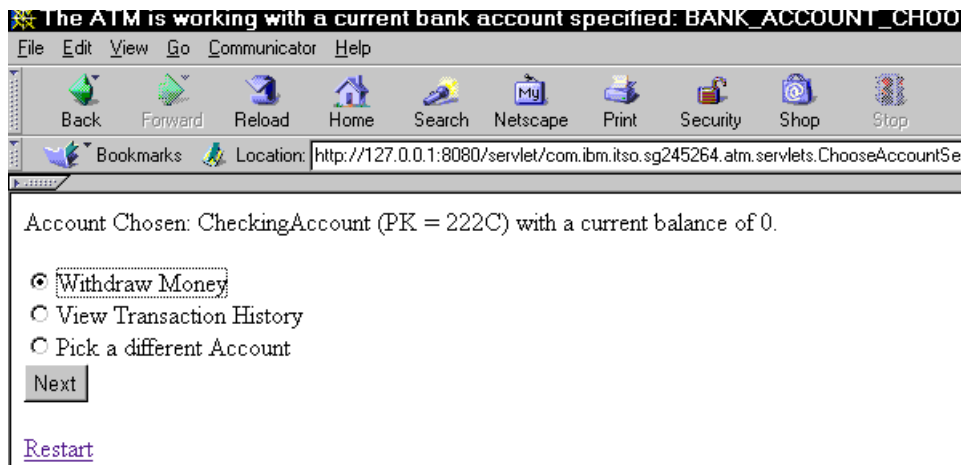 The ATM is working with a current bank account specified: BANK_ACCOUNT_CHOO
File Edit View Go Communicator Help
My
Back Forward Reload Home Search Netscape Print Security Shop Stop
Bookmarks Location: http://127.0.0.1:8080/servlet/com.ibm.itso.sg245264.atm.servlets.ChooseAccountSe
Account Chosen: CheckingAccount (PK = 222C) with a current balance of 0.
Withdraw Money
View Transaction History
Pick a different Account
Next
Restart